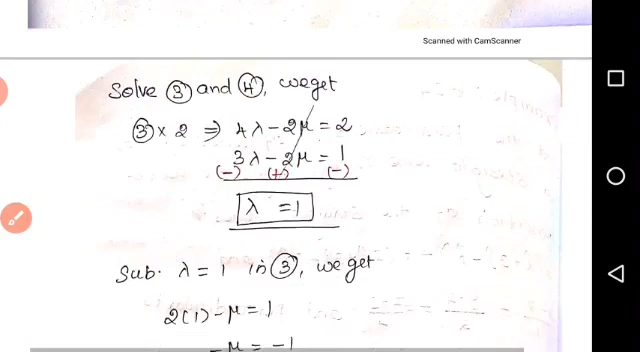 Scanned with CamScanner
Solve ③ and ④, we get
③ × 2 ⇒ 4λ - 2μ = 2
3λ - 2μ = 1
(-) (+) (-)
λ = 1
Sub. λ = 1 in ③, we get
2(1) - μ = 1
-μ = -1